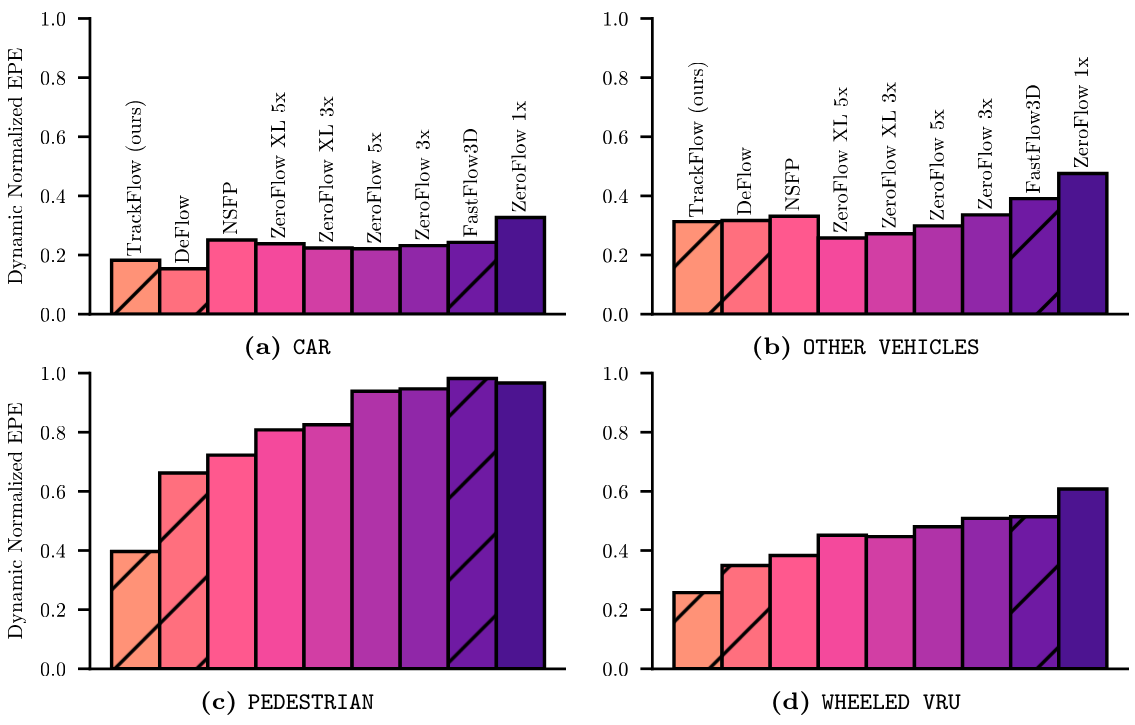 Dynamic Normalized EPE
1.0
0.8
0.6
0.4
0.2
0.0
TrackFlow (ours)
DeFlow
NSFP
ZeroFlow XL 5x
ZeroFlow XL 3x
ZeroFlow 5x
ZeroFlow 3x
FastFlow3D
ZeroFlow 1x
(a) CAR
1.0
0.8
0.6
0.4
0.2
0.0
TrackFlow (ours)
DeFlow
NSFP
ZeroFlow XL 5x
ZeroFlow XL 3x
ZeroFlow 5x
ZeroFlow 3x
FastFlow3D
ZeroFlow 1x
(b) OTHER VEHICLES
Dynamic Normalized EPE
1.0
0.8
0.6
0.4
0.2
0.0
(c) PEDESTRIAN
1.0
0.8
0.6
0.4
0.2
0.0
(d) WHEELED VRU